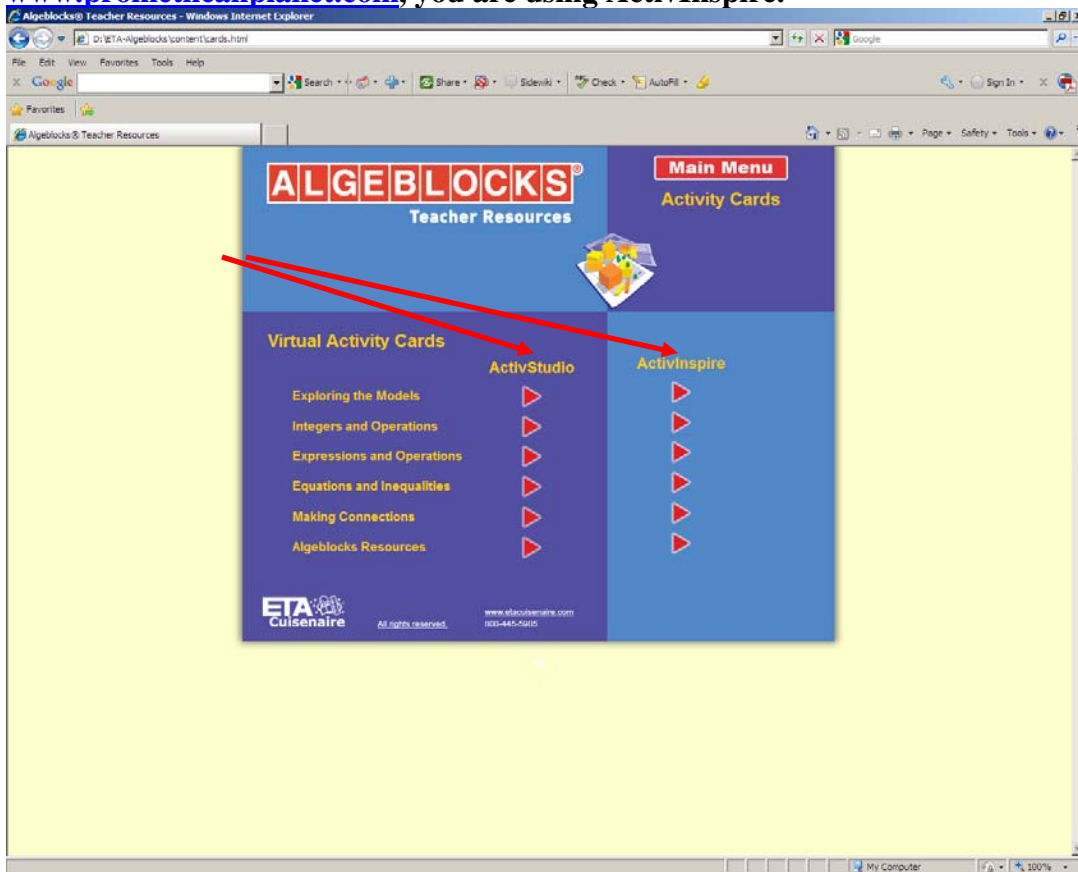 www.prometheanplanet.com, you are using ActivInspire.
Algeblocks® Teacher Resources - Windows Internet Explorer
D:\ETA-Algeblocks\content\cards.html
Google
File Edit View Favorites Tools Help
Google
Search
Share
Sidewiki
Check
AutoFill
Sign In
Favorites
Algeblocks® Teacher Resources
Page Safety Tools
ALGEBLOCKS®
Teacher Resources
Main Menu
Activity Cards
Virtual Activity Cards
ActivStudio ActivInspire
Exploring the Models
Integers and Operations
Expressions and Operations
Equations and Inequalities
Making Connections
Algeblocks Resources
ETA
Cuisenaire
All rights reserved.
www.etacuisenaire.com
800-445-5985
My Computer
100%